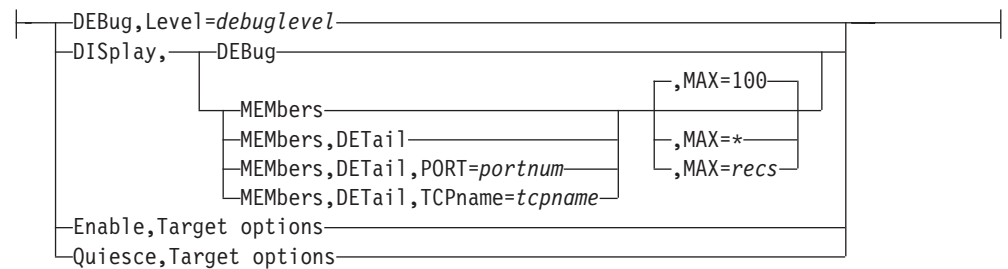 DEBug,Level=debuglevel
DISplay, DEBug
,MAX=100
MEMbers
MEMbers,DETail ,MAX=*
MEMbers,DETail,PORT=portnum ,MAX=recs
MEMbers,DETail,TCPname=tcpname
Enable,Target options
Quiesce,Target options